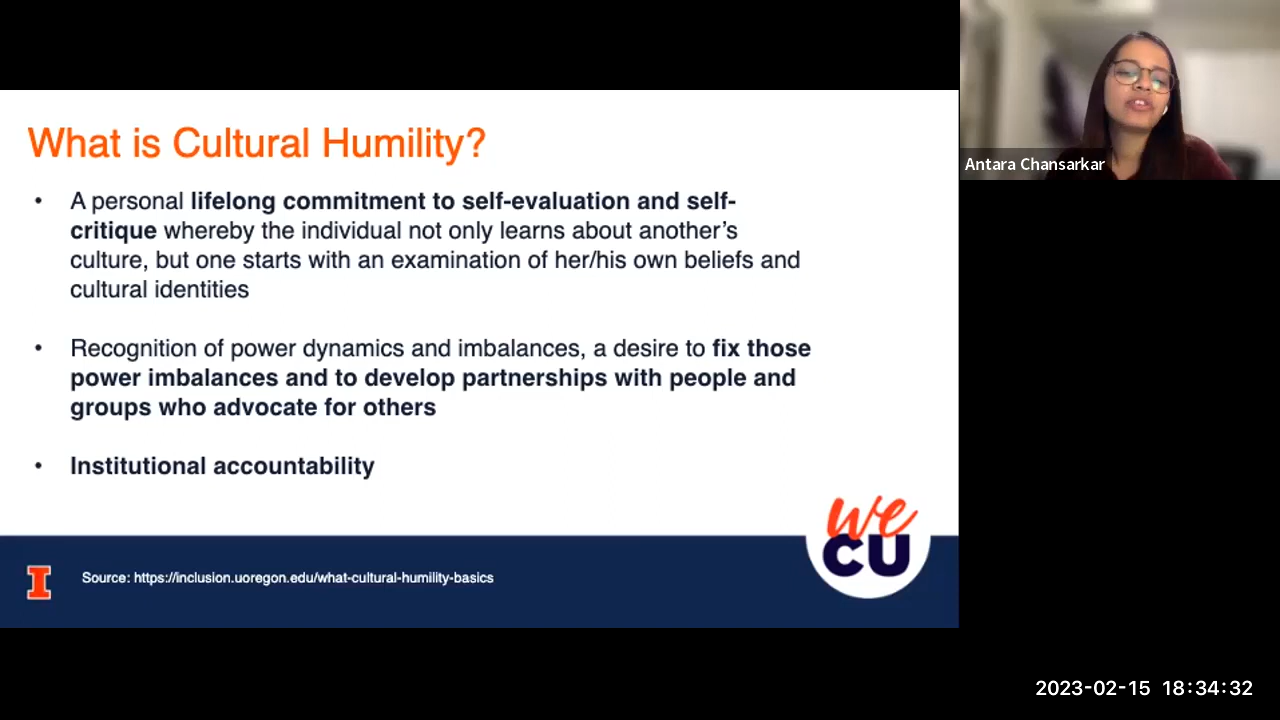 What is Cultural Humility?
• A personal lifelong commitment to self-evaluation and self-
critique whereby the individual not only learns about another’s
culture, but one starts with an examination of her/his own beliefs and
cultural identities
• Recognition of power dynamics and imbalances, a desire to fix those
power imbalances and to develop partnerships with people and
groups who advocate for others
• Institutional accountability
we
CU
I
Source: https://inclusion.uoregon.edu/what-cultural-humility-basics
Antara Chansarkar
2023-02-15 18:34:32